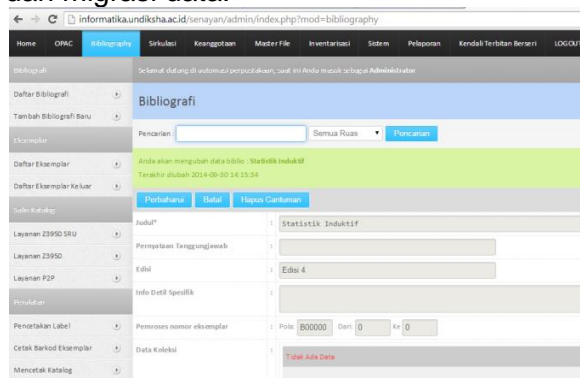 dan migrasi data.
informatika.undiksha.ac.id/senayan/admin/index.php?mod=bibliography
Home OPAC Bibliography Sirkulasi Keanggotaan Master File Inventarisasi Sistem Pelaporan Kendali Terbitan Berseri LOGOUT
Bibliografi
Selamat datang di automasi perpustakaan, saat ini Anda masuk sebagai Administrator
Daftar Bibliografi
Tambah Bibliografi Baru
Bibliografi
Eksemplar
Pencarian : Semua Ruas Pencarian
Daftar Eksemplar
Daftar Eksemplar Keluar
Anda akan mengubah data biblio : Statistik Induktif
Terakhir diubah 2014-09-30 14:15:34
Perbaharui Batal Hapus Cantuman
Salin Katalog
Layanan Z3950 SRU
Layanan Z3950
Layanan P2P
Judul* : Statistik Induktif
Pernyataan Tanggungjawab :
Edisi : Edisi 4
Info Detil Spesifik :
Peralatan
Pencetakan Label
Cetak Barkod Eksemplar
Mencetak Katalog
Pemroses nomor eksemplar : Pola: B00000 Dari 0 Ke 0
Data Koleksi : Tidak Ada Data